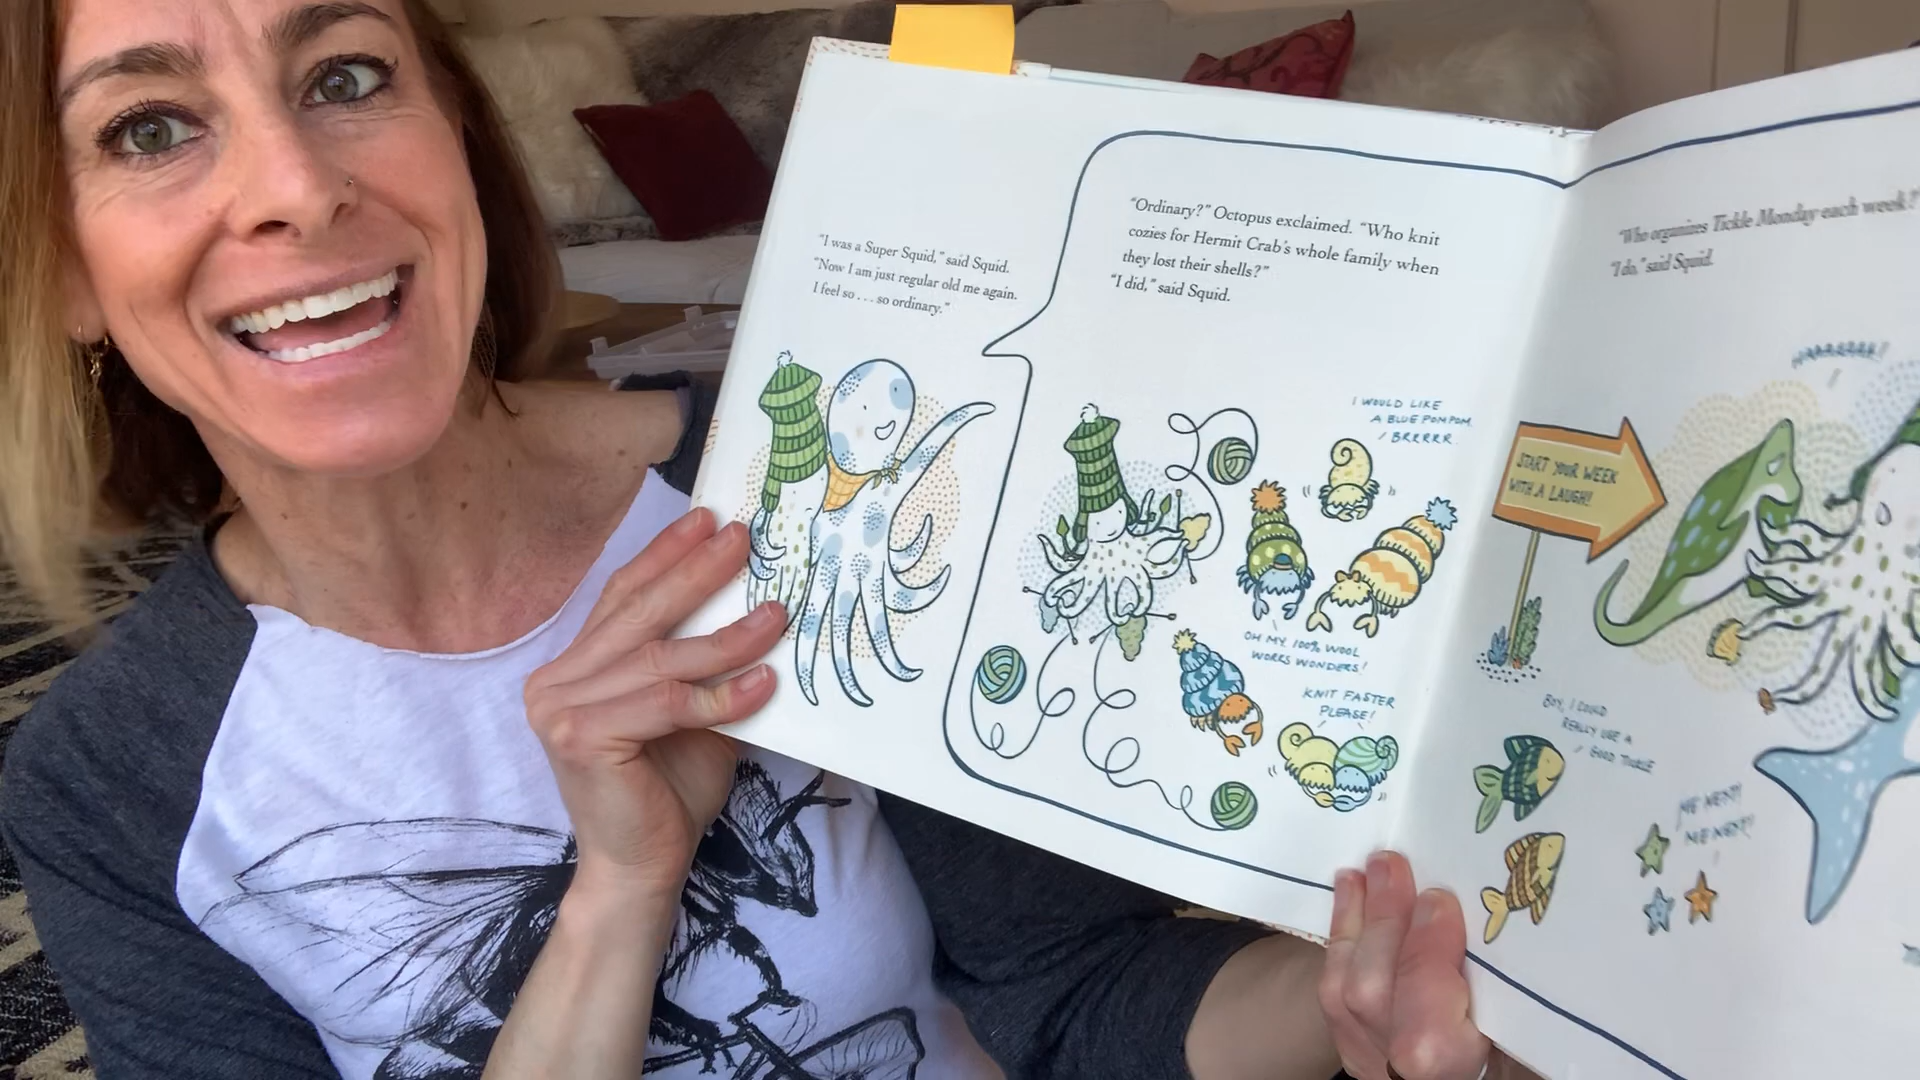 "I was a Super Squid," said Squid.
"Now I am just regular old me again.
I feel so . . . so ordinary."
"Ordinary?" Octopus exclaimed. "Who knit
cozies for Hermit Crab's whole family when
they lost their shells?"
"I did," said Squid.
I WOULD LIKE
A BLUE POMPOM.
BRRRRR.
OH MY, 100% WOOL
WORKS WONDERS!
KNIT FASTER
PLEASE!
"Who organizes Tickle Monday each week?"
"I do," said Squid.
START YOUR WEEK
WITH A LAUGH!
BOY, I COULD
REALLY USE A
GOOD TICKLE
ME NEXT!
ME NEXT!